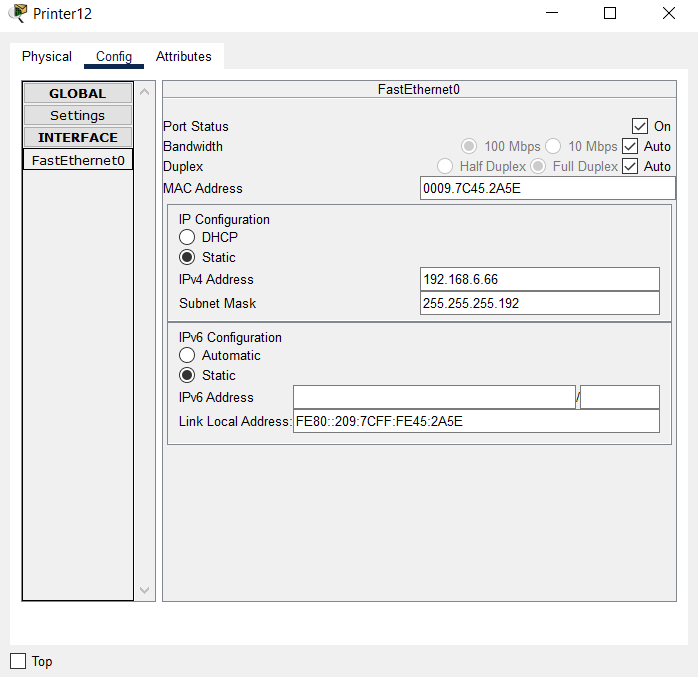 Printer12
Physical Config Attributes
GLOBAL
Settings
INTERFACE
FastEthernet0
FastEthernet0
Port Status On
Bandwidth 100 Mbps 10 Mbps Auto
Duplex Half Duplex Full Duplex Auto
MAC Address 0009.7C45.2A5E
IP Configuration
DHCP
Static
IPv4 Address 192.168.6.66
Subnet Mask 255.255.255.192
IPv6 Configuration
Automatic
Static
IPv6 Address /
Link Local Address: FE80::209:7CFF:FE45:2A5E
Top